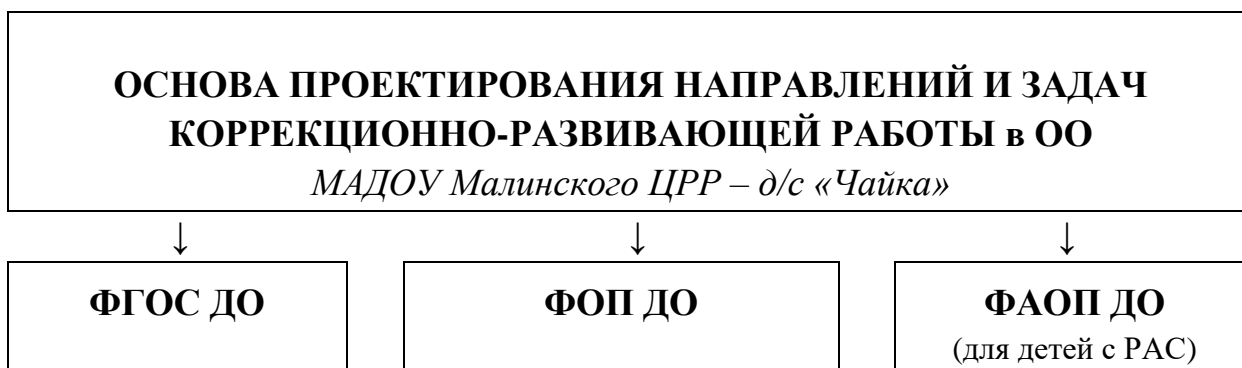 ОСНОВА ПРОЕКТИРОВАНИЯ НАПРАВЛЕНИЙ И ЗАДАЧ
КОРРЕКЦИОННО-РАЗВИВАЮЩЕЙ РАБОТЫ в ОО
МАДОУ Малинского ЦРР – д/с «Чайка»
↓ ↓ ↓
ФГОС ДО ФОП ДО ФАОП ДО
(для детей с РАС)